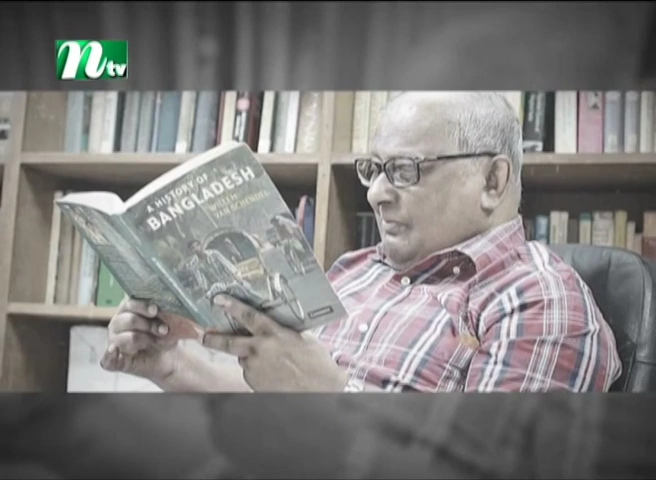 ntv
A HISTORY OF
BANGLADESH
WILLEM
VAN SCHENDEL